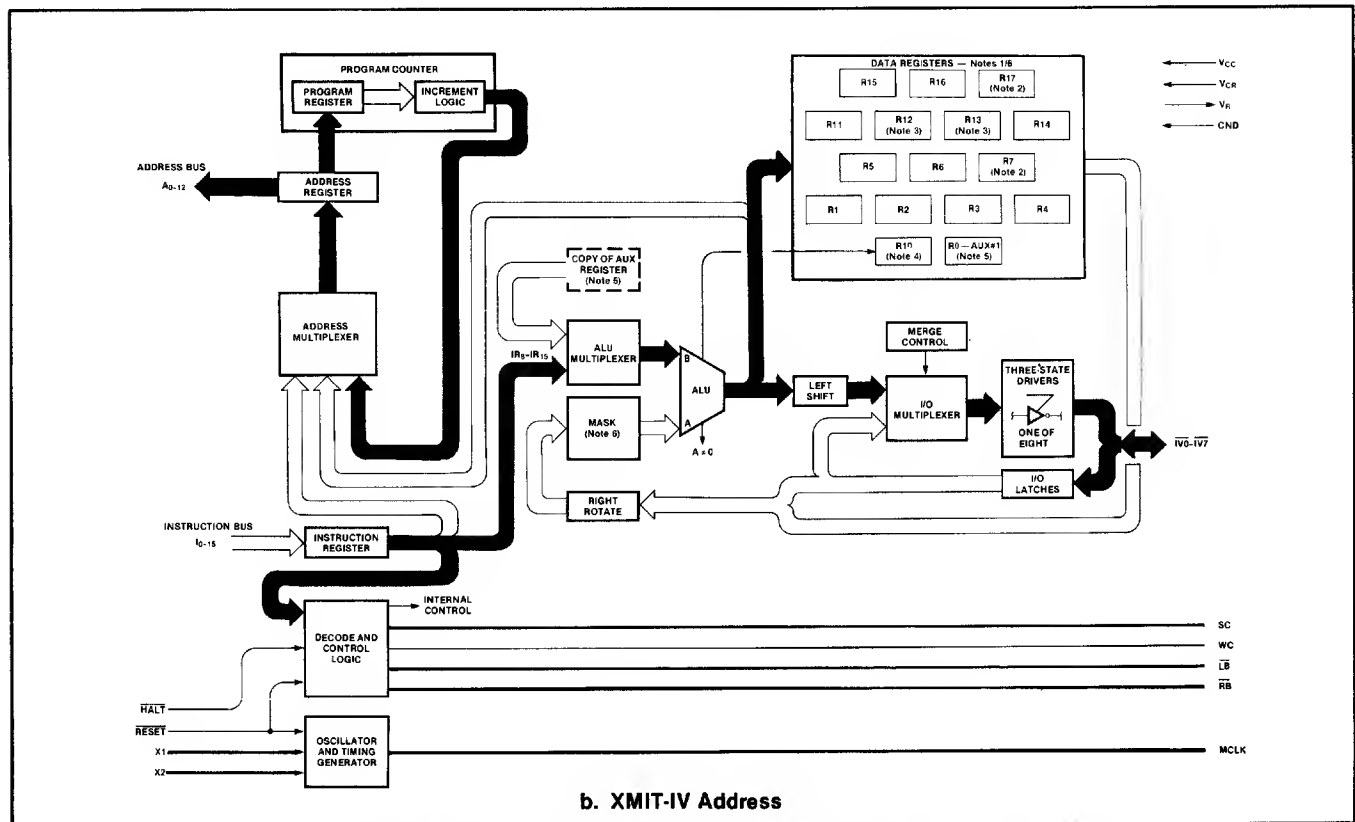 PROGRAM COUNTER
PROGRAM
REGISTER
INCREMENT
LOGIC
ADDRESS BUS
A0-12
ADDRESS
REGISTER
ADDRESS
MULTIPLEXER
DATA REGISTERS — Notes 1/6
R15
R16
R17
(Note 2)
R11
R12
(Note 3)
R13
(Note 3)
R14
R5
R6
R7
(Note 2)
R1
R2
R3
R4
R10
(Note 4)
R0 — AUX#1
(Note 5)
VCC
VCR
VR
GND
COPY OF AUX
REGISTER
(Note 5)
IR8–IR15
ALU
MULTIPLEXER
B
ALU
A
A ≠ 0
MASK
(Note 6)
RIGHT
ROTATE
LEFT
SHIFT
MERGE
CONTROL
I/O
MULTIPLEXER
THREE-STATE
DRIVERS
ONE OF
EIGHT
I/O
LATCHES
IV0-IV7
INSTRUCTION BUS
I0-15
INSTRUCTION
REGISTER
INTERNAL
CONTROL
DECODE AND
CONTROL
LOGIC
SC
WC
LB
RB
HALT
RESET
X1
X2
OSCILLATOR
AND TIMING
GENERATOR
MCLK
b. XMIT-IV Address